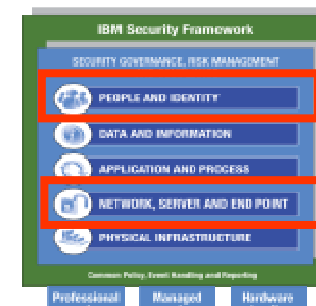 IBM Security Framework
SECURITY GOVERNANCE, RISK MANAGEMENT
PEOPLE AND IDENTITY
DATA AND INFORMATION
APPLICATION AND PROCESS
NETWORK, SERVER AND END POINT
PHYSICAL INFRASTRUCTURE
Common Policy, Event Handling and Reporting
Professional Managed Hardware